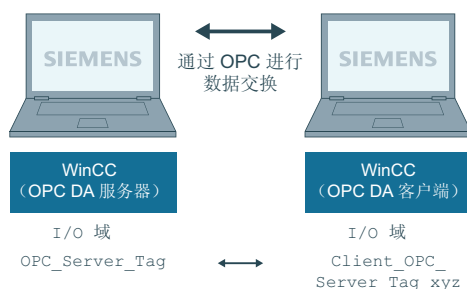 SIEMENS
通过 OPC 进行
数据交换
SIEMENS
WinCC
（OPC DA 服务器）
WinCC
（OPC DA 客户端）
I/O 域
I/O 域
OPC_Server_Tag
Client_OPC_
Server_Tag_xyz